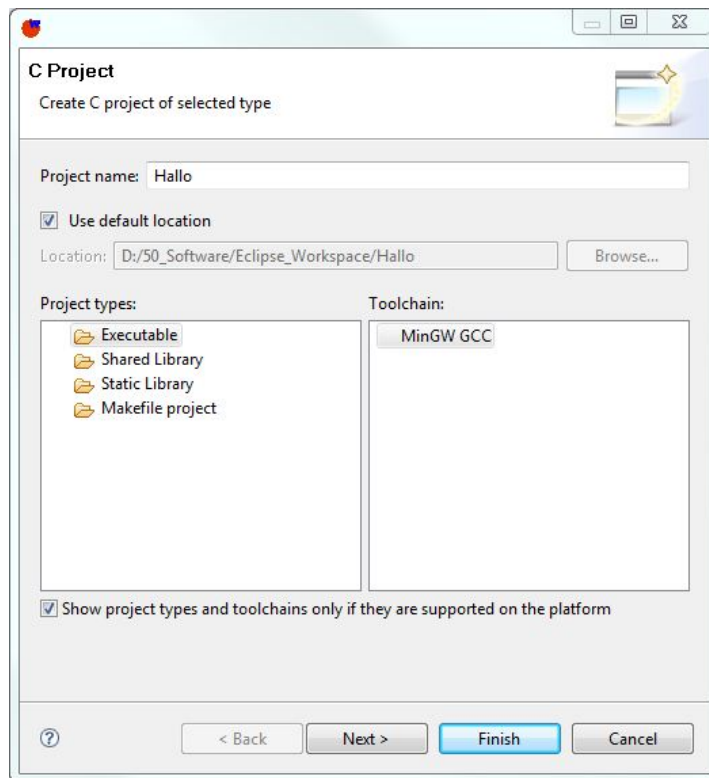 C Project
Create C project of selected type
Project name: Hallo
Use default location
Location: D:/50_Software/Eclipse_Workspace/Hallo Browse...
Project types: Toolchain:
Executable MinGW GCC
Shared Library
Static Library
Makefile project
Show project types and toolchains only if they are supported on the platform
? < Back Next > Finish Cancel